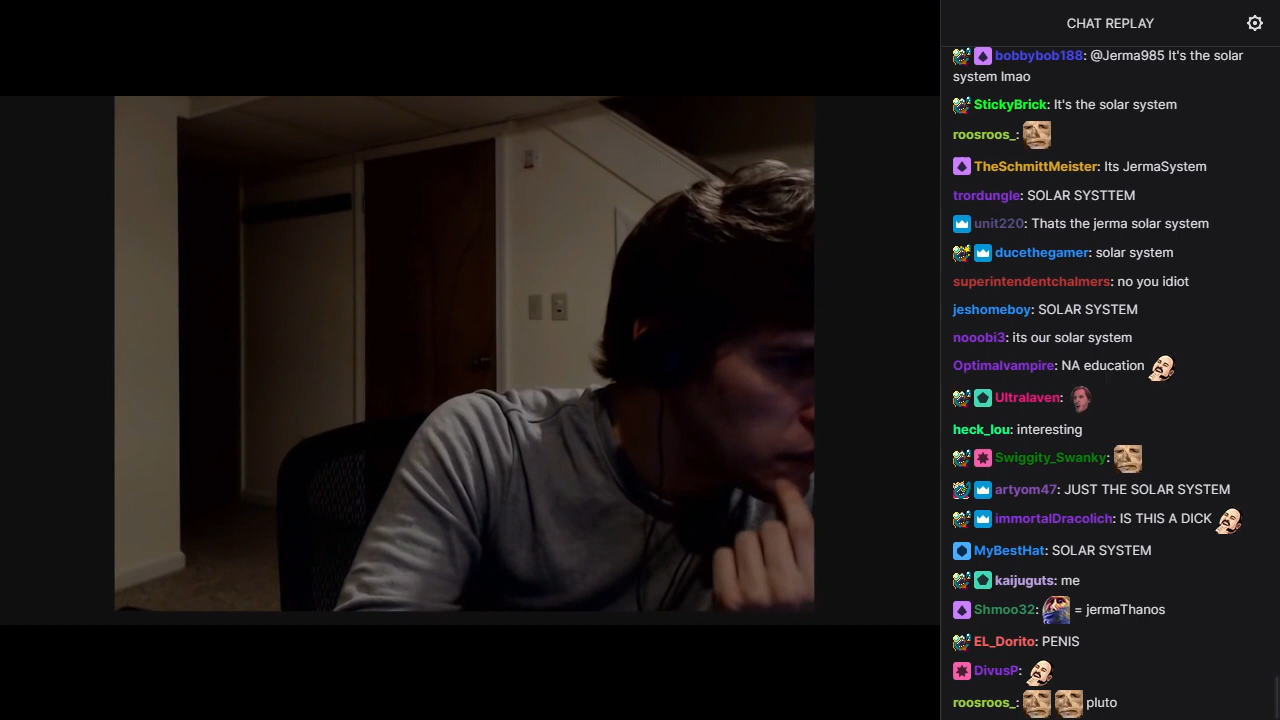 CHAT REPLAY
bobbybob188: @Jerma985 It's the solar
system lmao
StickyBrick: It's the solar system
roosroos_:
TheSchmittMeister: Its JermaSystem
trordungle: SOLAR SYSTTEM
unit220: Thats the jerma solar system
ducethegamer: solar system
superintendentchalmers: no you idiot
jeshomeboy: SOLAR SYSTEM
nooobi3: its our solar system
Optimalvampire: NA education
Ultralaven:
heck_lou: interesting
Swiggity_Swanky:
artyom47: JUST THE SOLAR SYSTEM
immortalDracolich: IS THIS A DICK
MyBestHat: SOLAR SYSTEM
kaijuguts: me
Shmoo32: = jermaThanos
EL_Dorito: PENIS
DivusP:
roosroos_: pluto